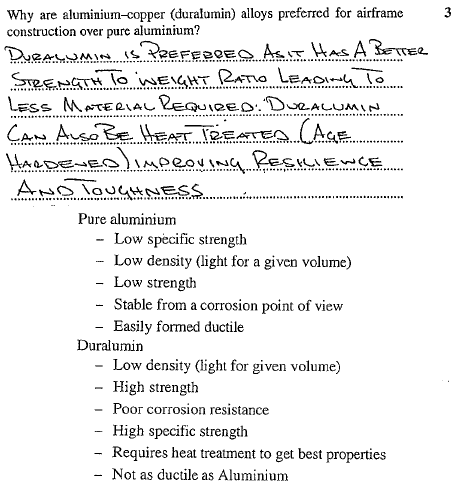 Why are aluminium–copper (duralumin) alloys preferred for airframe 3
construction over pure aluminium?
DURALUMIN IS PREFERRED AS IT HAS A BETTER
STRENGTH TO WEIGHT RATIO LEADING TO
LESS MATERIAL REQUIRED. DURALUMIN
CAN ALSO BE HEAT TREATED (AGE
HARDENED) IMPROVING RESILIENCE
AND TOUGHNESS
Pure aluminium
– Low specific strength
– Low density (light for a given volume)
– Low strength
– Stable from a corrosion point of view
– Easily formed ductile
Duralumin
– Low density (light for given volume)
– High strength
– Poor corrosion resistance
– High specific strength
– Requires heat treatment to get best properties
– Not as ductile as Aluminium